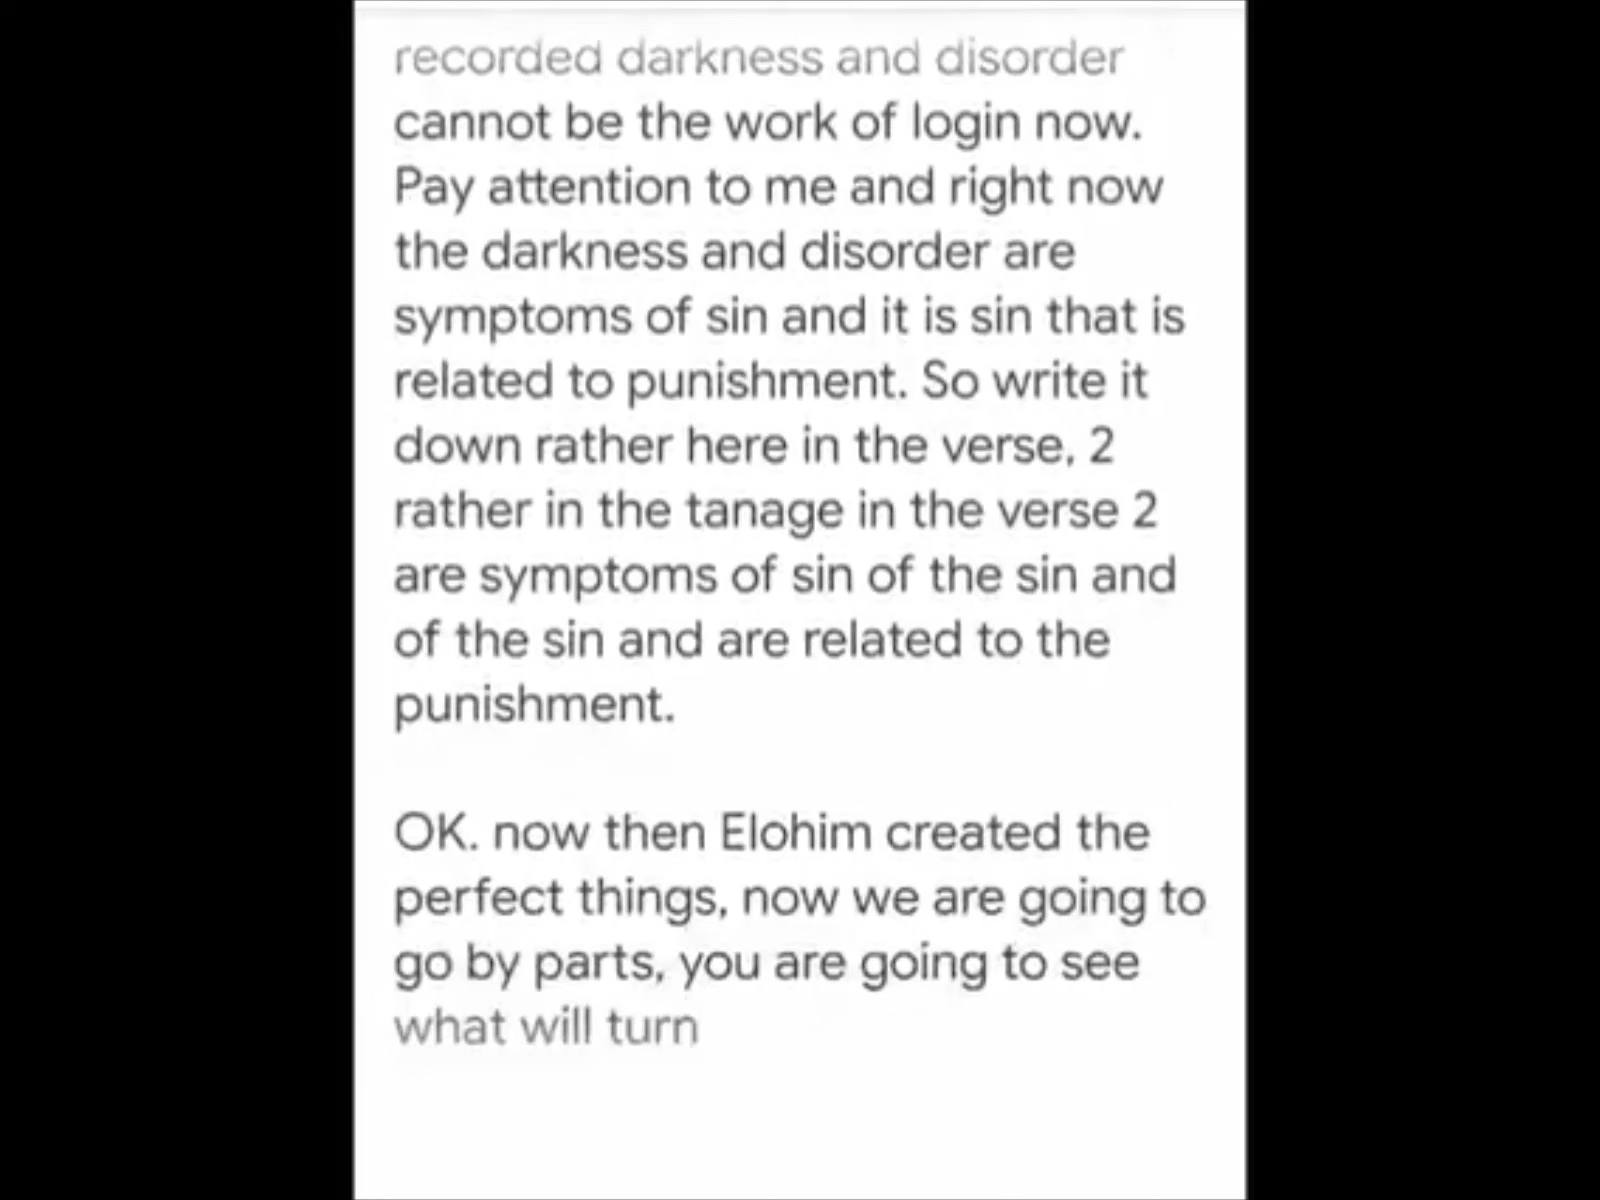 recorded darkness and disorder
cannot be the work of login now.
Pay attention to me and right now
the darkness and disorder are
symptoms of sin and it is sin that is
related to punishment. So write it
down rather here in the verse, 2
rather in the tanage in the verse 2
are symptoms of sin of the sin and
of the sin and are related to the
punishment.
OK. now then Elohim created the
perfect things, now we are going to
go by parts, you are going to see
what will turn